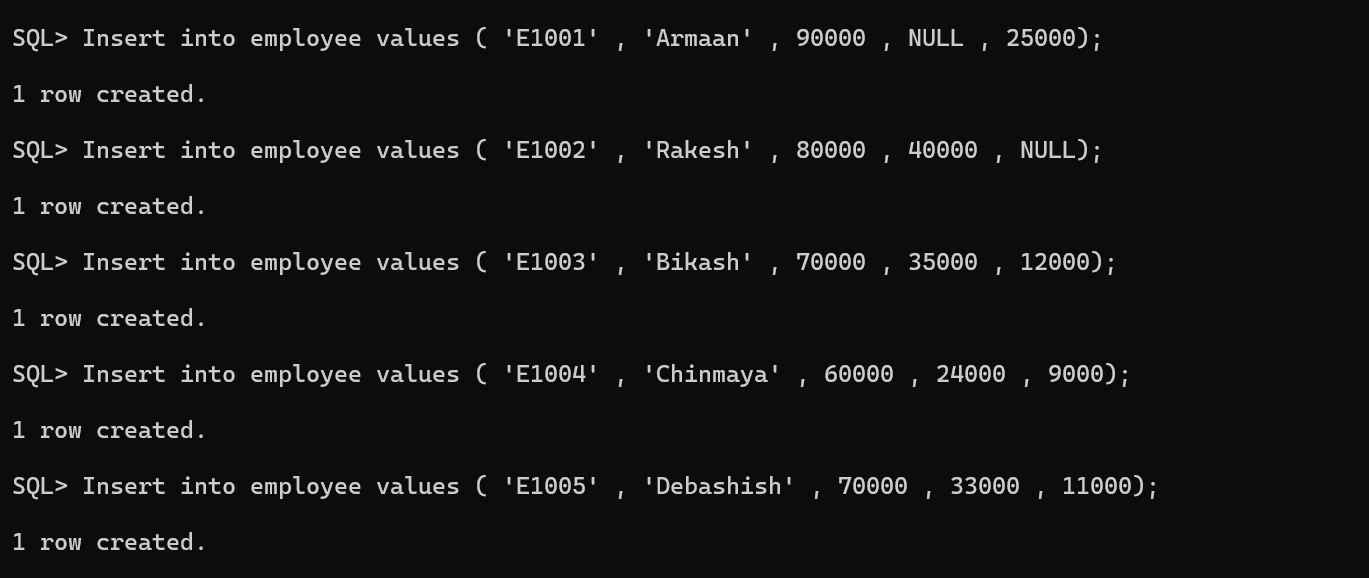 SQL> Insert into employee values ( 'E1001' , 'Armaan' , 90000 , NULL , 25000);
1 row created.
SQL> Insert into employee values ( 'E1002' , 'Rakesh' , 80000 , 40000 , NULL);
1 row created.
SQL> Insert into employee values ( 'E1003' , 'Bikash' , 70000 , 35000 , 12000);
1 row created.
SQL> Insert into employee values ( 'E1004' , 'Chinmaya' , 60000 , 24000 , 9000);
1 row created.
SQL> Insert into employee values ( 'E1005' , 'Debashish' , 70000 , 33000 , 11000);
1 row created.